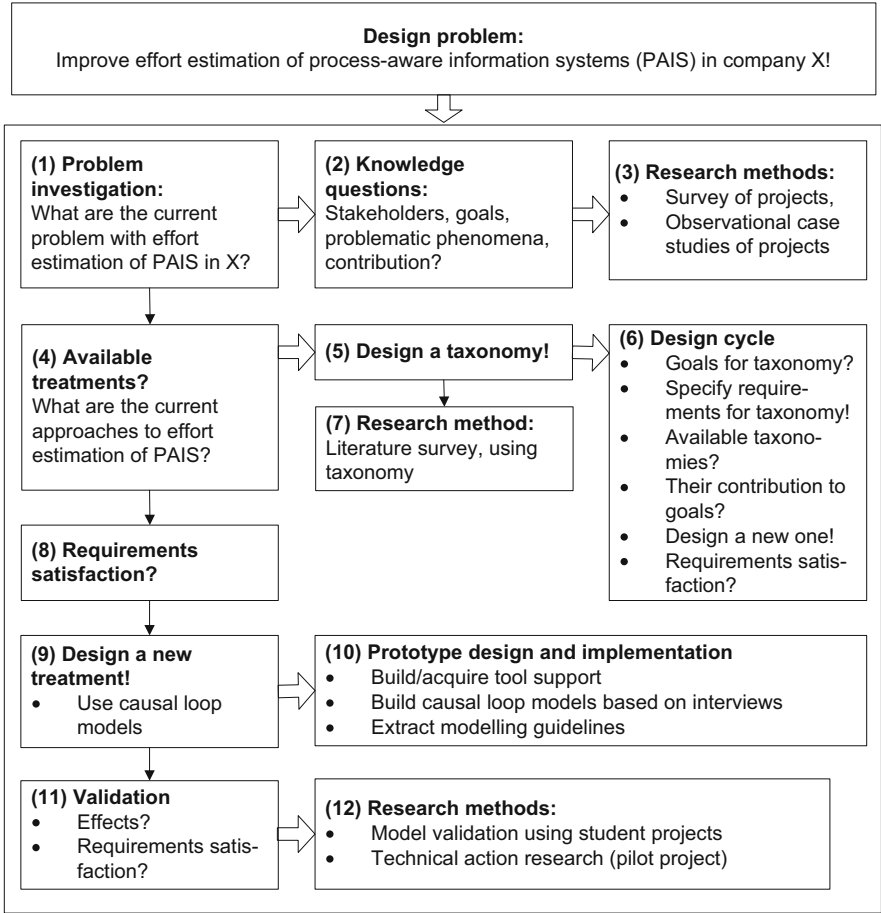 Design problem:
Improve effort estimation of process-aware information systems (PAIS) in company X!
(1) Problem
investigation:
What are the current
problem with effort
estimation of PAIS in X?
(2) Knowledge
questions:
Stakeholders, goals,
problematic phenomena,
contribution?
(3) Research methods:
• Survey of projects,
• Observational case
studies of projects
(4) Available
treatments?
What are the current
approaches to effort
estimation of PAIS?
(5) Design a taxonomy!
(6) Design cycle
• Goals for taxonomy?
• Specify require-
ments for taxonomy!
• Available taxono-
mies?
• Their contribution to
goals?
• Design a new one!
• Requirements satis-
faction?
(7) Research method:
Literature survey, using
taxonomy
(8) Requirements
satisfaction?
(9) Design a new
treatment!
• Use causal loop
models
(10) Prototype design and implementation
• Build/acquire tool support
• Build causal loop models based on interviews
• Extract modelling guidelines
(11) Validation
• Effects?
• Requirements satis-
faction?
(12) Research methods:
• Model validation using student projects
• Technical action research (pilot project)